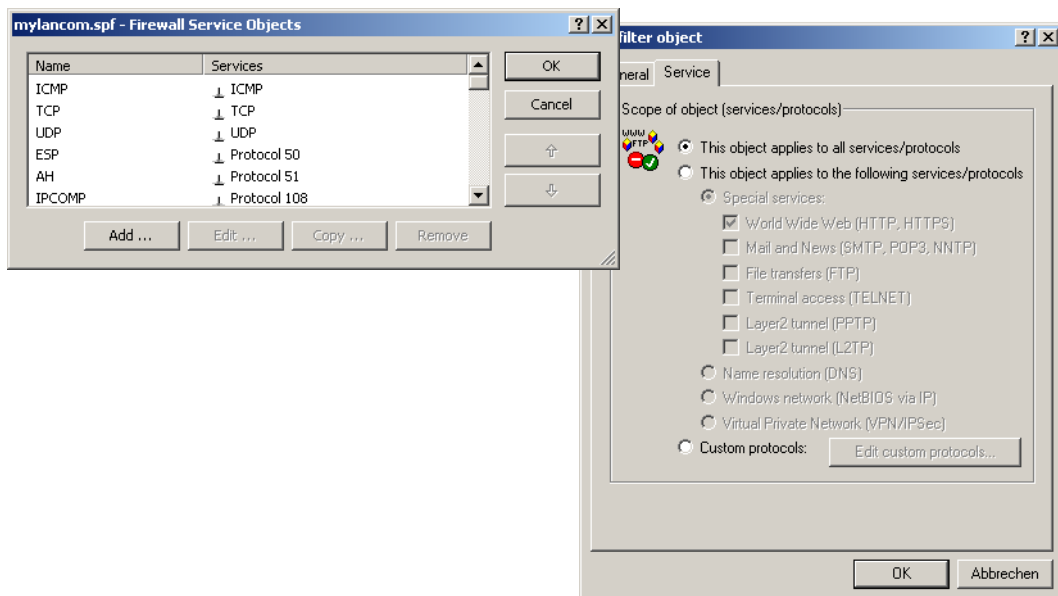 mylancom.spf - Firewall Service Objects
Name Services
ICMP ICMP
TCP TCP
UDP UDP
ESP Protocol 50
AH Protocol 51
IPCOMP Protocol 108
OK
Cancel
Add ...
Edit ...
Copy ...
Remove
filter object
neral
Service
Scope of object (services/protocols)
WWW
FTP
This object applies to all services/protocols
This object applies to the following services/protocols
Special services:
World Wide Web (HTTP, HTTPS)
Mail and News (SMTP, POP3, NNTP)
File transfers (FTP)
Terminal access (TELNET)
Layer2 tunnel (PPTP)
Layer2 tunnel (L2TP)
Name resolution (DNS)
Windows network (NetBIOS via IP)
Virtual Private Network (VPN/IPSec)
Custom protocols:
Edit custom protocols...
OK
Abbrechen